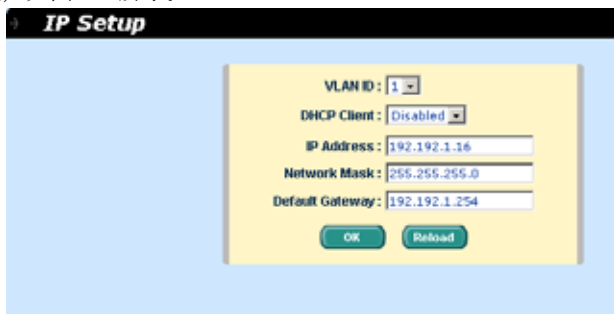 IP Setup
VLAN ID : 1
DHCP Client : Disabled
IP Address : 192.192.1.16
Network Mask : 255.255.255.0
Default Gateway : 192.192.1.254
OK Reload